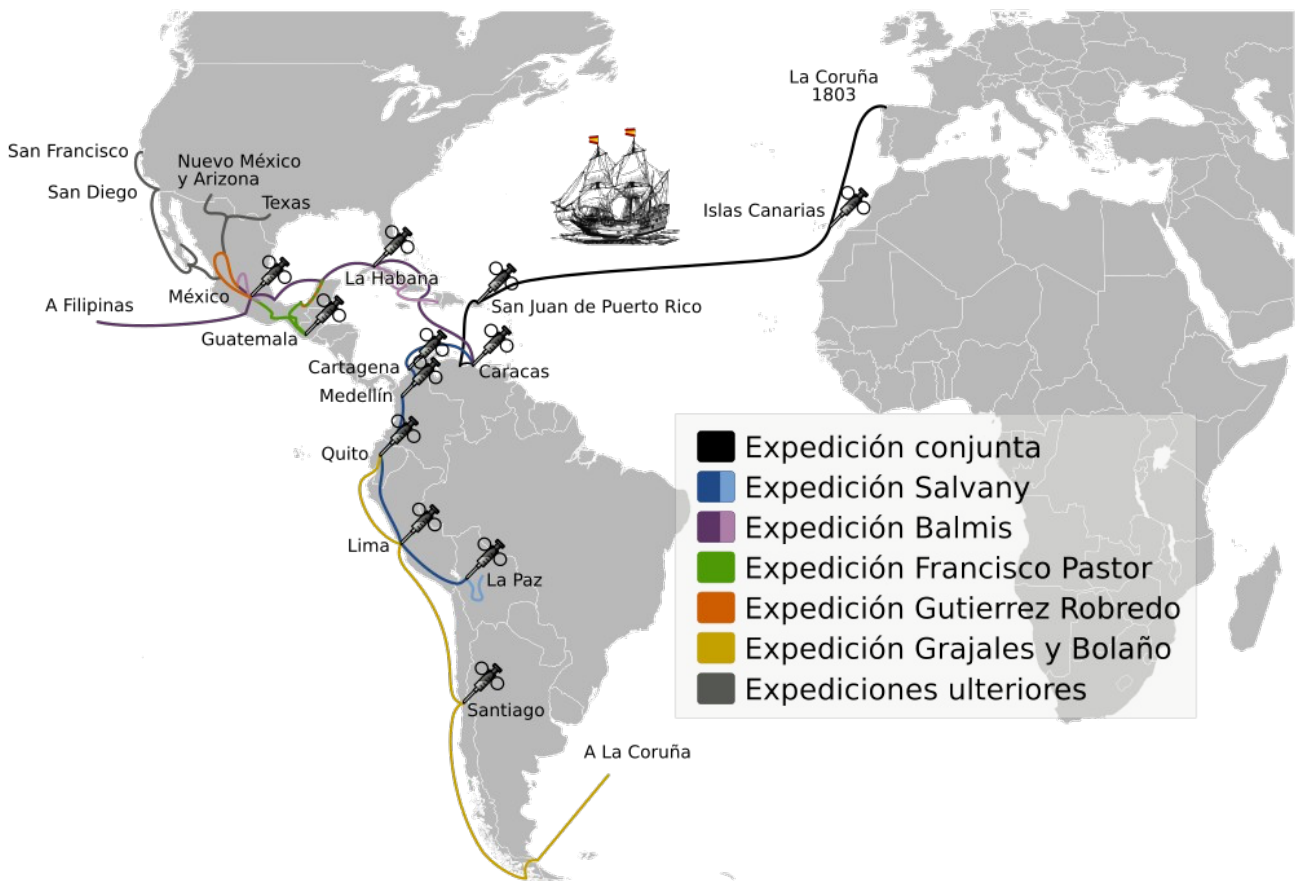 La Coruña
1803
San Francisco
Nuevo México
y Arizona
San Diego
Texas
Islas Canarias
La Habana
México
A Filipinas
San Juan de Puerto Rico
Guatemala
Cartagena
Caracas
Medellín
Quito
Lima
La Paz
Santiago
A La Coruña
Expedición conjunta
Expedición Salvany
Expedición Balmis
Expedición Francisco Pastor
Expedición Gutierrez Robredo
Expedición Grajales y Bolaño
Expediciones ulteriores